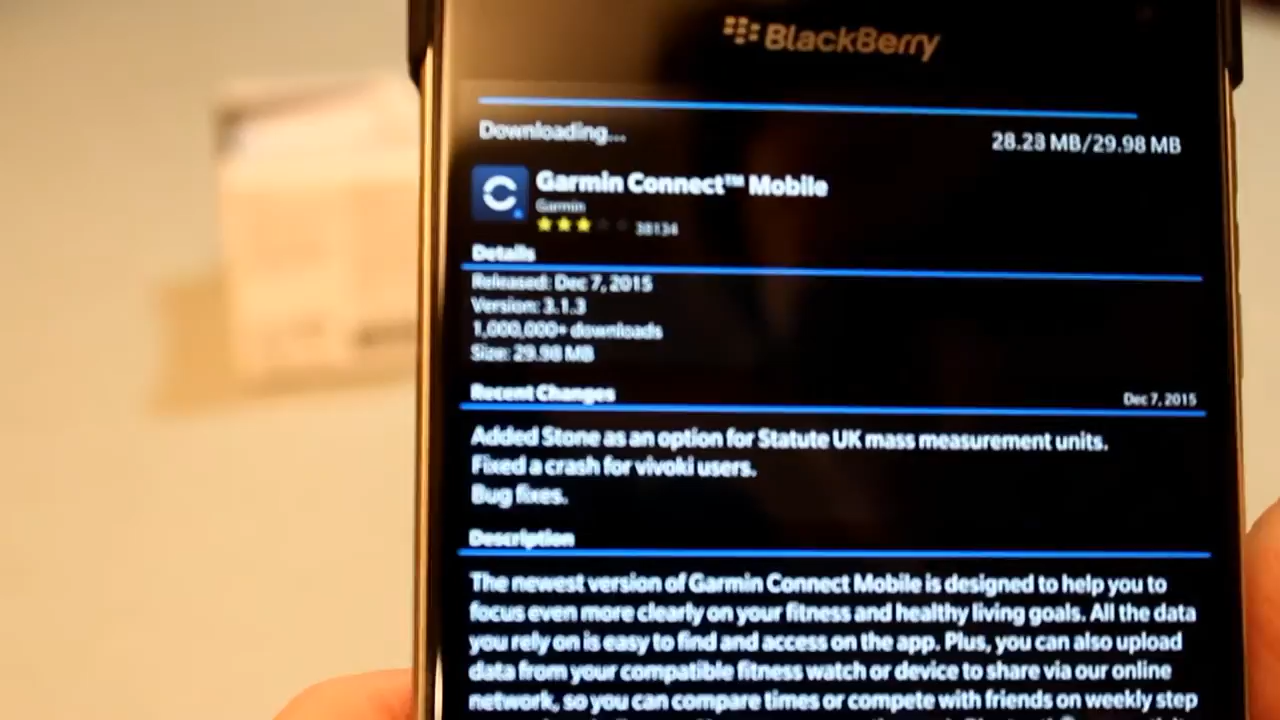 BlackBerry
Downloading... 28.23 MB/29.98 MB
Garmin Connect™ Mobile
Garmin
38134
Details
Released: Dec 7, 2015
Version: 3.1.3
1,000,000+ downloads
Size: 29.98 MB
Recent Changes Dec 7, 2015
Added Stone as an option for Statute UK mass measurement units.
Fixed a crash for vivoki users.
Bug fixes.
Description
The newest version of Garmin Connect Mobile is designed to help you to
focus even more clearly on your fitness and healthy living goals. All the data
you rely on is easy to find and access on the app. Plus, you can also upload
data from your compatible fitness watch or device to share via our online
network, so you can compare times or compete with friends on weekly step